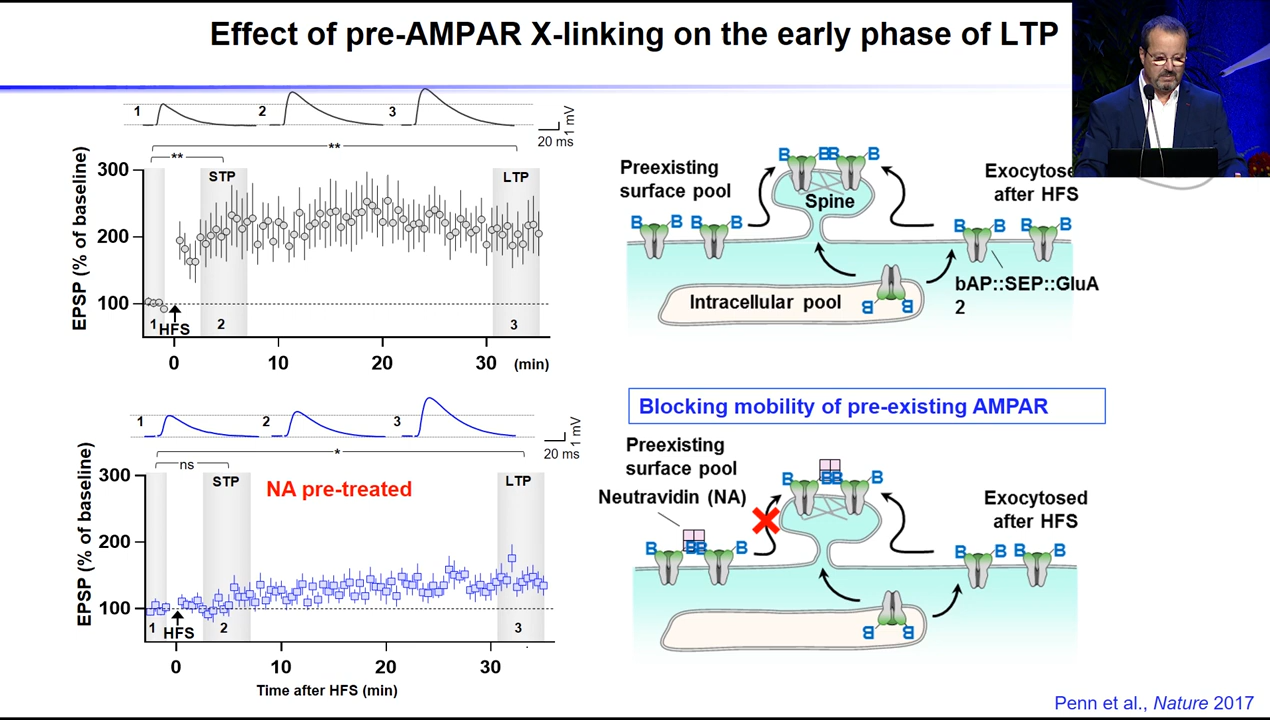 Effect of pre-AMPAR X-linking on the early phase of LTP
1
2
3
1 mV
20 ms
**
**
EPSP (% of baseline)
300
200
100
STP
LTP
1
HFS
2
3
0
10
20
30
(min)
Preexisting
surface pool
B
BB
B
Spine
Exocytose
after HFS
B
B
B
B
B
B
B
B
bAP::SEP::GluA
2
Intracellular pool
B
B
1
2
3
1 mV
20 ms
*
ns
EPSP (% of baseline)
300
200
100
STP
NA pre-treated
LTP
1
HFS
2
3
0
10
20
30
Time after HFS (min)
Blocking mobility of pre-existing AMPAR
Preexisting
surface pool
Neutravidin (NA)
B
BB
B
B
BB
B
Exocytosed
after HFS
B
B
B
B
B
B
Penn et al., Nature 2017